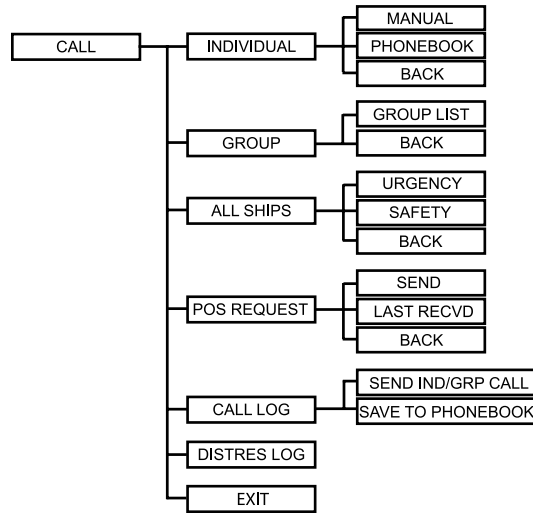 CALL
INDIVIDUAL
MANUAL
PHONEBOOK
BACK
GROUP
GROUP LIST
BACK
ALL SHIPS
URGENCY
SAFETY
BACK
POS REQUEST
SEND
LAST RECVD
BACK
CALL LOG
SEND IND/GRP CALL
SAVE TO PHONEBOOK
DISTRES LOG
EXIT